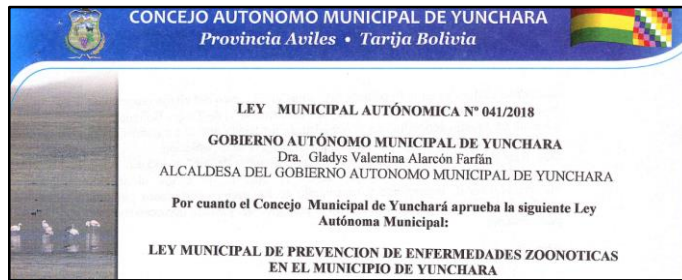 CONCEJO AUTONOMO MUNICIPAL DE YUNCHARA
Provincia Aviles • Tarija Bolivia
LEY MUNICIPAL AUTÓNOMICA Nº 041/2018
GOBIERNO AUTÓNOMO MUNICIPAL DE YUNCHARA
Dra. Gladys Valentina Alarcón Farfán
ALCALDESA DEL GOBIERNO AUTONOMO MUNICIPAL DE YUNCHARA
Por cuanto el Concejo Municipal de Yunchará aprueba la siguiente Ley
Autónoma Municipal:
LEY MUNICIPAL DE PREVENCION DE ENFERMEDADES ZOONOTICAS
EN EL MUNICIPIO DE YUNCHARA